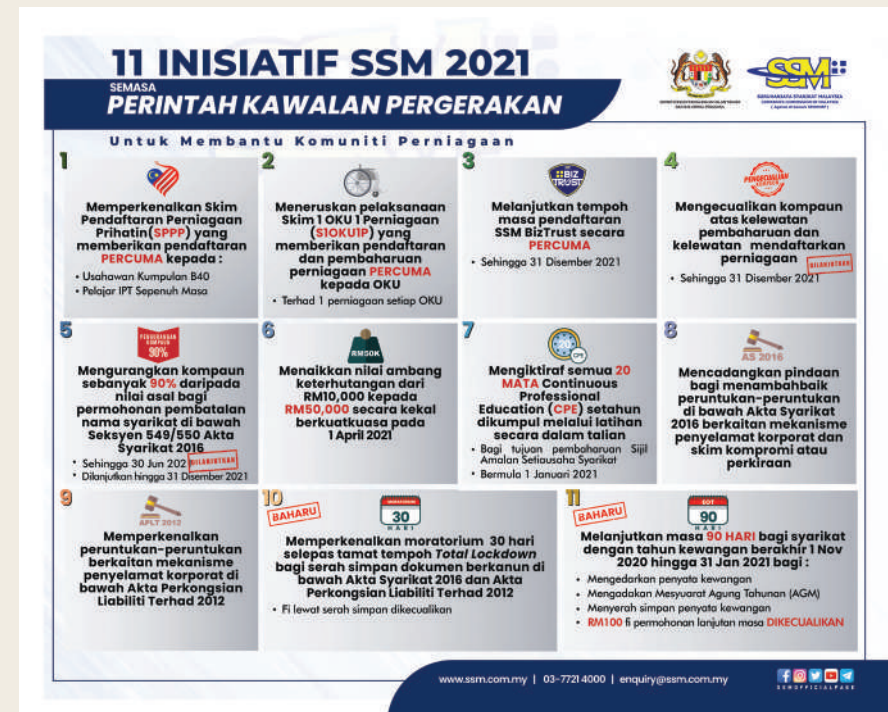 11 INISIATIF SSM 2021
SEMASA
PERINTAH KAWALAN PERGERAKAN
SSM
SURUHANJAYA SYARIKAT MALAYSIA
COMPANIES COMMISSION OF MALAYSIA
Untuk Membantu Komuniti Perniagaan
1
Memperkenalkan Skim
Pendaftaran Perniagaan
Prihatin(SPPP) yang
memberikan pendaftaran
PERCUMA kepada :
• Usahawan Kumpulan B40
• Pelajar IPT Sepenuh Masa
2
Meneruskan pelaksanaan
Skim 1 OKU 1 Perniagaan
(S1OKU1P) yang
memberikan pendaftaran
dan pembaharuan
perniagaan PERCUMA
kepada OKU
• Terhad 1 perniagaan setiap OKU
3
BIZ
TRUST
Melanjutkan tempoh
masa pendaftaran
SSM BizTrust secara
PERCUMA
• Sehingga 31 Disember 2021
4
PENGECUALIAN
Mengecualikan kompaun
atas kelewatan
pembaharuan dan
kelewatan mendaftarkan
perniagaan
DILANJUTKAN
• Sehingga 31 Disember 2021
5
PENGURANGAN
KOMPAUN
90%
Mengurangkan kompaun
sebanyak 90% daripada
nilai asal bagi
permohonan pembatalan
nama syarikat di bawah
Seksyen 549/550 Akta
Syarikat 2016
• Sehingga 30 Jun 202
DILANJUTKAN
• Dilanjutkan hingga 31 Disember 2021
6
RM50K
Menaikkan nilai ambang
keterhutangan dari
RM10,000 kepada
RM50,000 secara kekal
berkuatkuasa pada
1 April 2021
7
20
CPE
Mengiktiraf semua 20
MATA Continuous
Professional
Education (CPE) setahun
dikumpul melalui latihan
secara dalam talian
• Bagi tujuan pembaharuan Sijil
Amalan Setiausaha Syarikat
• Bermula 1 Januari 2021
8
AS 2016
Mencadangkan pindaan
bagi menambahbaik
peruntukan-peruntukan
di bawah Akta Syarikat
2016 berkaitan mekanisme
penyelamat korporat dan
skim kompromi atau
perkiraan
9
APLT 2012
Memperkenalkan
peruntukan-peruntukan
berkaitan mekanisme
penyelamat korporat di
bawah Akta Perkongsian
Liabiliti Terhad 2012
10
BAHARU
MORATORIUM
30
HARI
Memperkenalkan moratorium 30 hari
selepas tamat tempoh Total Lockdown
bagi serah simpan dokumen berkanun di
bawah Akta Syarikat 2016 dan Akta
Perkongsian Liabiliti Terhad 2012
• Fi lewat serah simpan dikecualikan
11
BAHARU
EOT
90
HARI
Melanjutkan masa 90 HARI bagi syarikat
dengan tahun kewangan berakhir 1 Nov
2020 hingga 31 Jan 2021 bagi :
• Mengedarkan penyata kewangan
• Mengadakan Mesyuarat Agung Tahunan (AGM)
• Menyerah simpan penyata kewangan
• RM100 fi permohonan lanjutan masa DIKECUALIKAN
www.ssm.com.my | 03-7721 4000 | enquiry@ssm.com.my
SSMOFFICIALPAGE